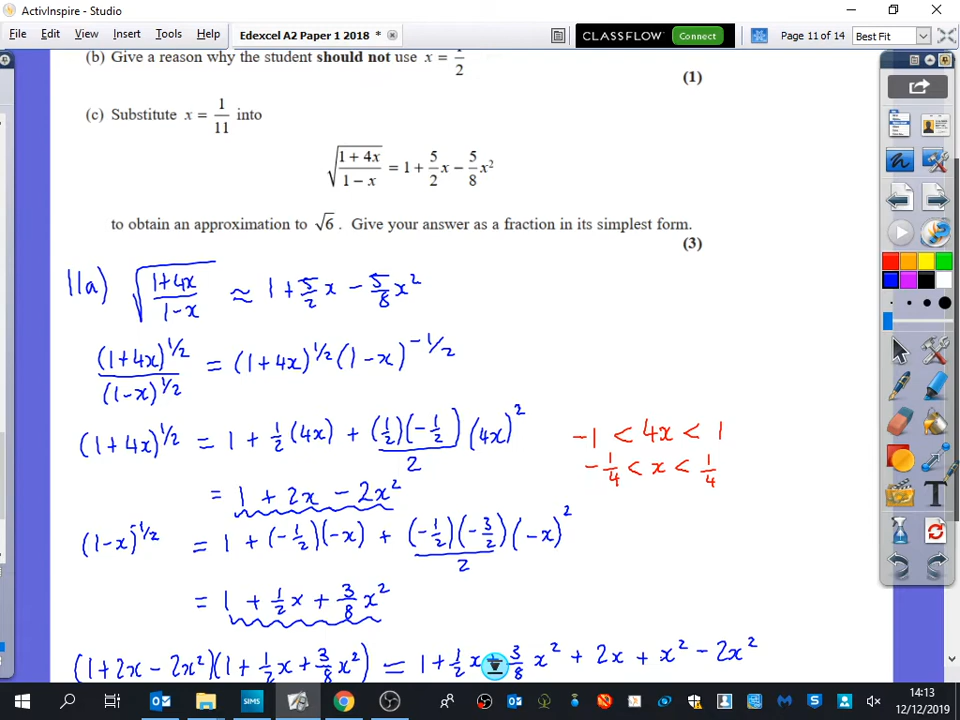 ActivInspire - Studio
File Edit View Insert Tools Help Edexcel A2 Paper 1 2018 * CLASSFLOW Connect Page 11 of 14 Best Fit
(b) Give a reason why the student should not use x = 1/2
(1)
(c) Substitute x = 1/11 into
√((1 + 4x)/(1 − x)) = 1 + 5/2 x − 5/8 x²
to obtain an approximation to √6 . Give your answer as a fraction in its simplest form.
(3)
11a) √((1+4x)/(1−x)) ≈ 1 + 5/2 x − 5/8 x²
(1+4x)^1/2 / (1−x)^1/2 = (1+4x)^1/2 (1−x)^−1/2
(1+4x)^1/2 = 1 + 1/2 (4x) + (1/2)(−1/2)/2 (4x)²
−1 < 4x < 1
−1/4 < x < 1/4
= 1 + 2x − 2x²
(1−x)^−1/2 = 1 + (−1/2)(−x) + (−1/2)(−3/2)/2 (−x)²
= 1 + 1/2 x + 3/8 x²
(1+2x − 2x²)(1 + 1/2 x + 3/8 x²) = 1 + 1/2 x + 3/8 x² + 2x + x² − 2x²
SIMS
14:13
12/12/2019